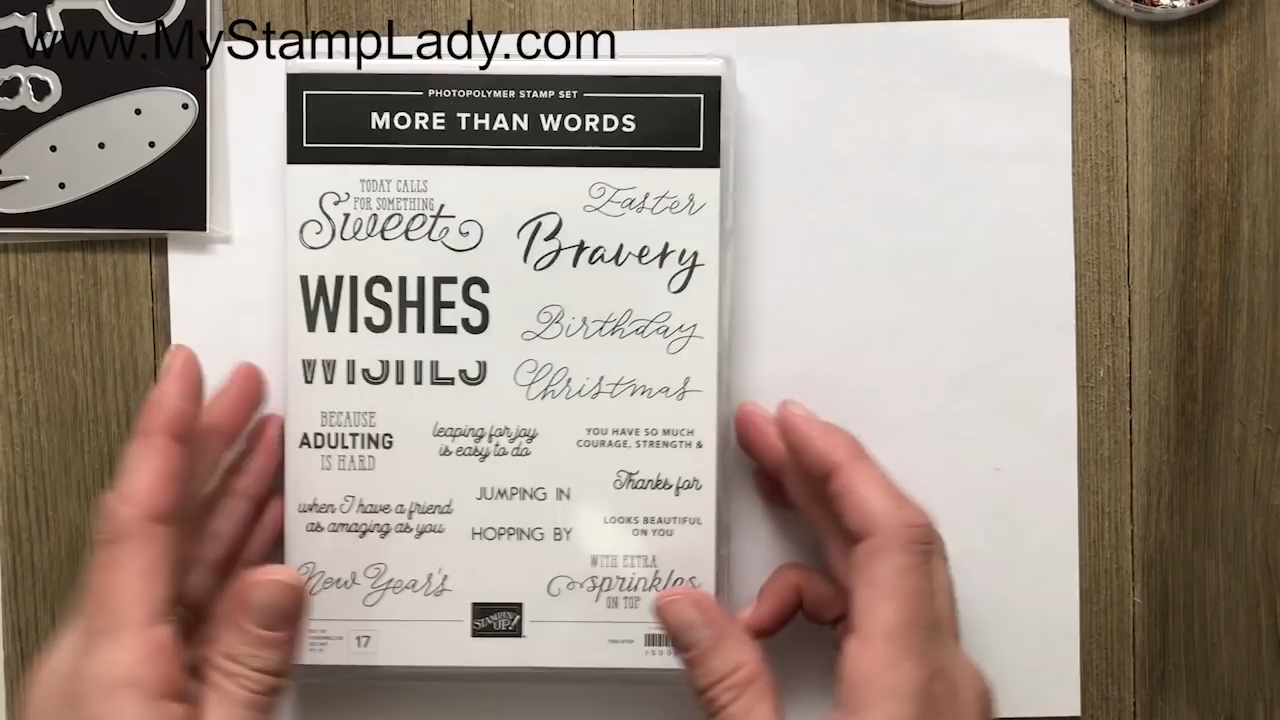 www.MyStampLady.com
PHOTOPOLYMER STAMP SET
MORE THAN WORDS
TODAY CALLS
FOR SOMETHING
Sweet
Easter
Bravery
WISHES
Birthday
Christmas
BECAUSE
ADULTING
IS HARD
leaping for joy
is easy to do
YOU HAVE SO MUCH
COURAGE, STRENGTH &
Thanks for
when I have a friend
as amazing as you
JUMPING IN
HOPPING BY
LOOKS BEAUTIFUL
ON YOU
New Year's
WITH EXTRA
sprinkles
ON TOP
STAMPIN' UP!
17